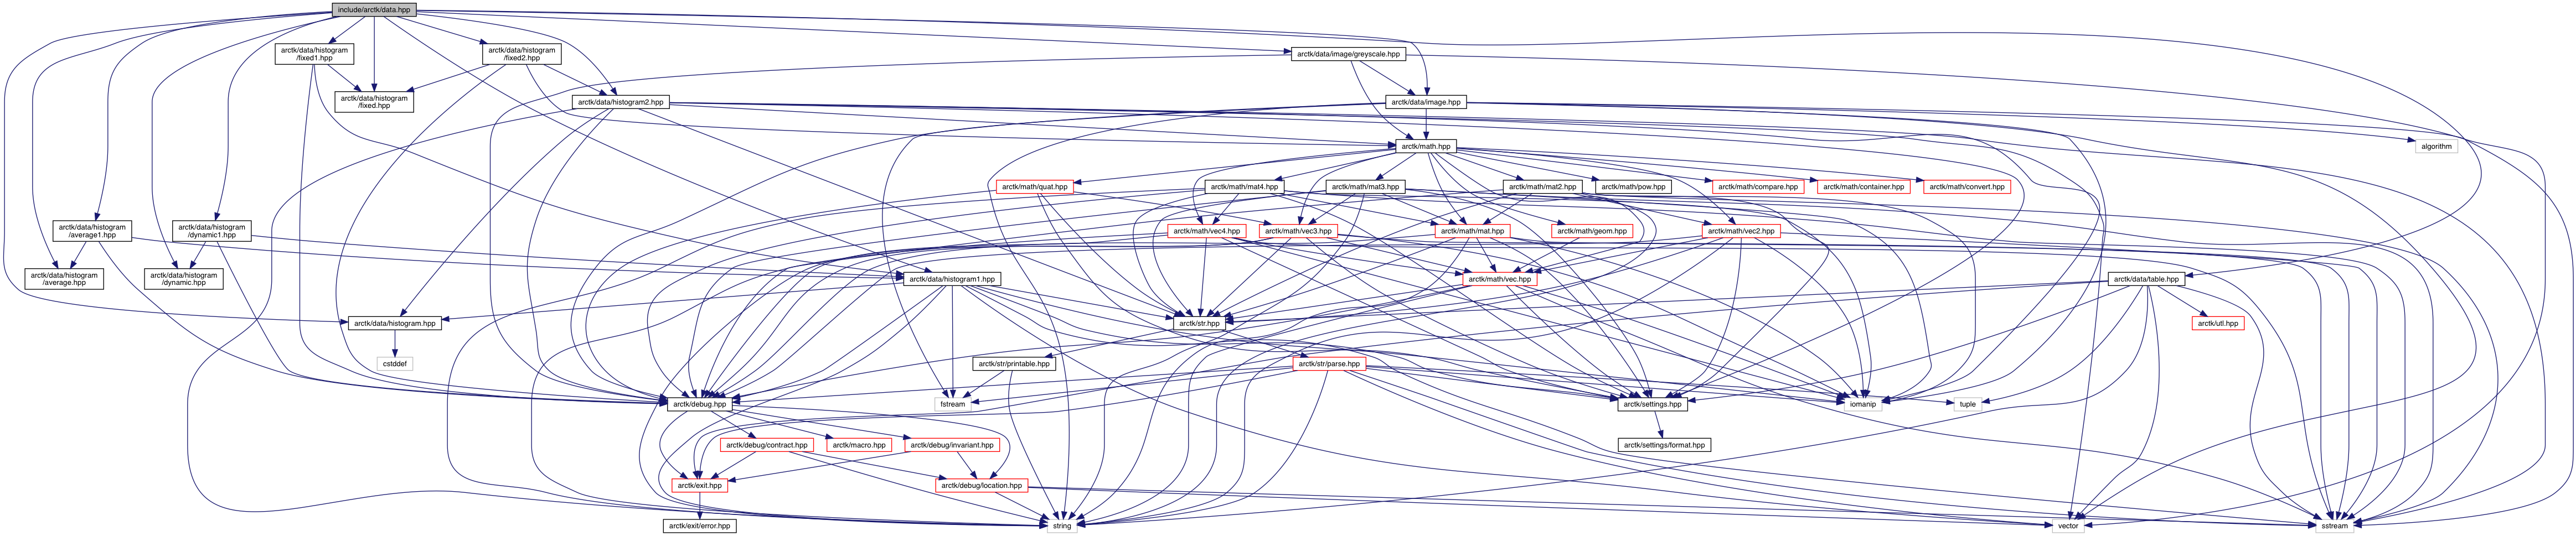 include/arctk/data.hpp
arctk/data/histogram
/fixed1.hpp
arctk/data/histogram
/fixed2.hpp
arctk/data/image/greyscale.hpp
arctk/data/histogram
/fixed.hpp
arctk/data/histogram2.hpp
arctk/data/image.hpp
arctk/math.hpp
algorithm
arctk/math/quat.hpp
arctk/math/mat4.hpp
arctk/math/mat3.hpp
arctk/math/mat2.hpp
arctk/math/pow.hpp
arctk/math/compare.hpp
arctk/math/container.hpp
arctk/math/convert.hpp
arctk/data/histogram
/average1.hpp
arctk/data/histogram
/dynamic1.hpp
arctk/math/vec4.hpp
arctk/math/vec3.hpp
arctk/math/mat.hpp
arctk/math/geom.hpp
arctk/math/vec2.hpp
arctk/data/histogram
/average.hpp
arctk/data/histogram
/dynamic.hpp
arctk/data/histogram1.hpp
arctk/math/vec.hpp
arctk/data/table.hpp
arctk/data/histogram.hpp
arctk/str.hpp
arctk/utl.hpp
cstddef
arctk/str/printable.hpp
arctk/str/parse.hpp
arctk/debug.hpp
fstream
arctk/settings.hpp
iomanip
tuple
arctk/debug/contract.hpp
arctk/macro.hpp
arctk/debug/invariant.hpp
arctk/settings/format.hpp
arctk/exit.hpp
arctk/debug/location.hpp
arctk/exit/error.hpp
string
vector
sstream